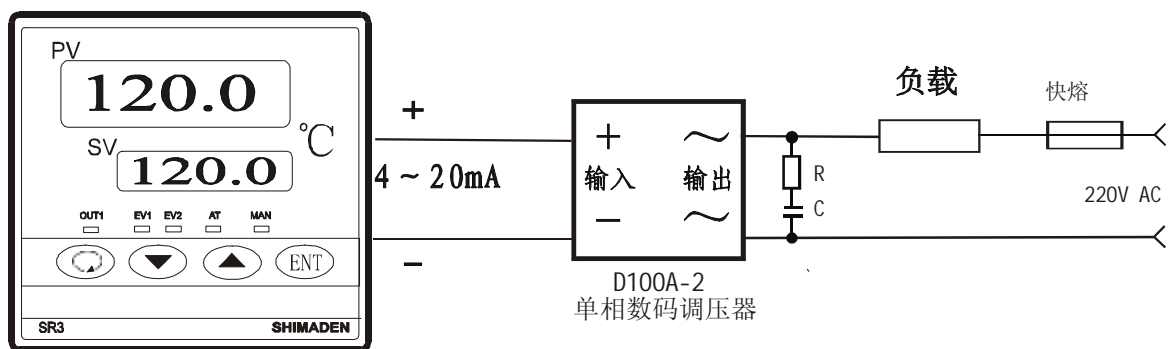 PV
120.0
℃
SV
120.0
OUT1 EV1 EV2 AT MAN
ENT
SR3 SHIMADEN
+
4～20mA
－
+ ～
输入 输出
－ ～
D100A-2
单相数码调压器
R
C
负载
快熔
220V AC